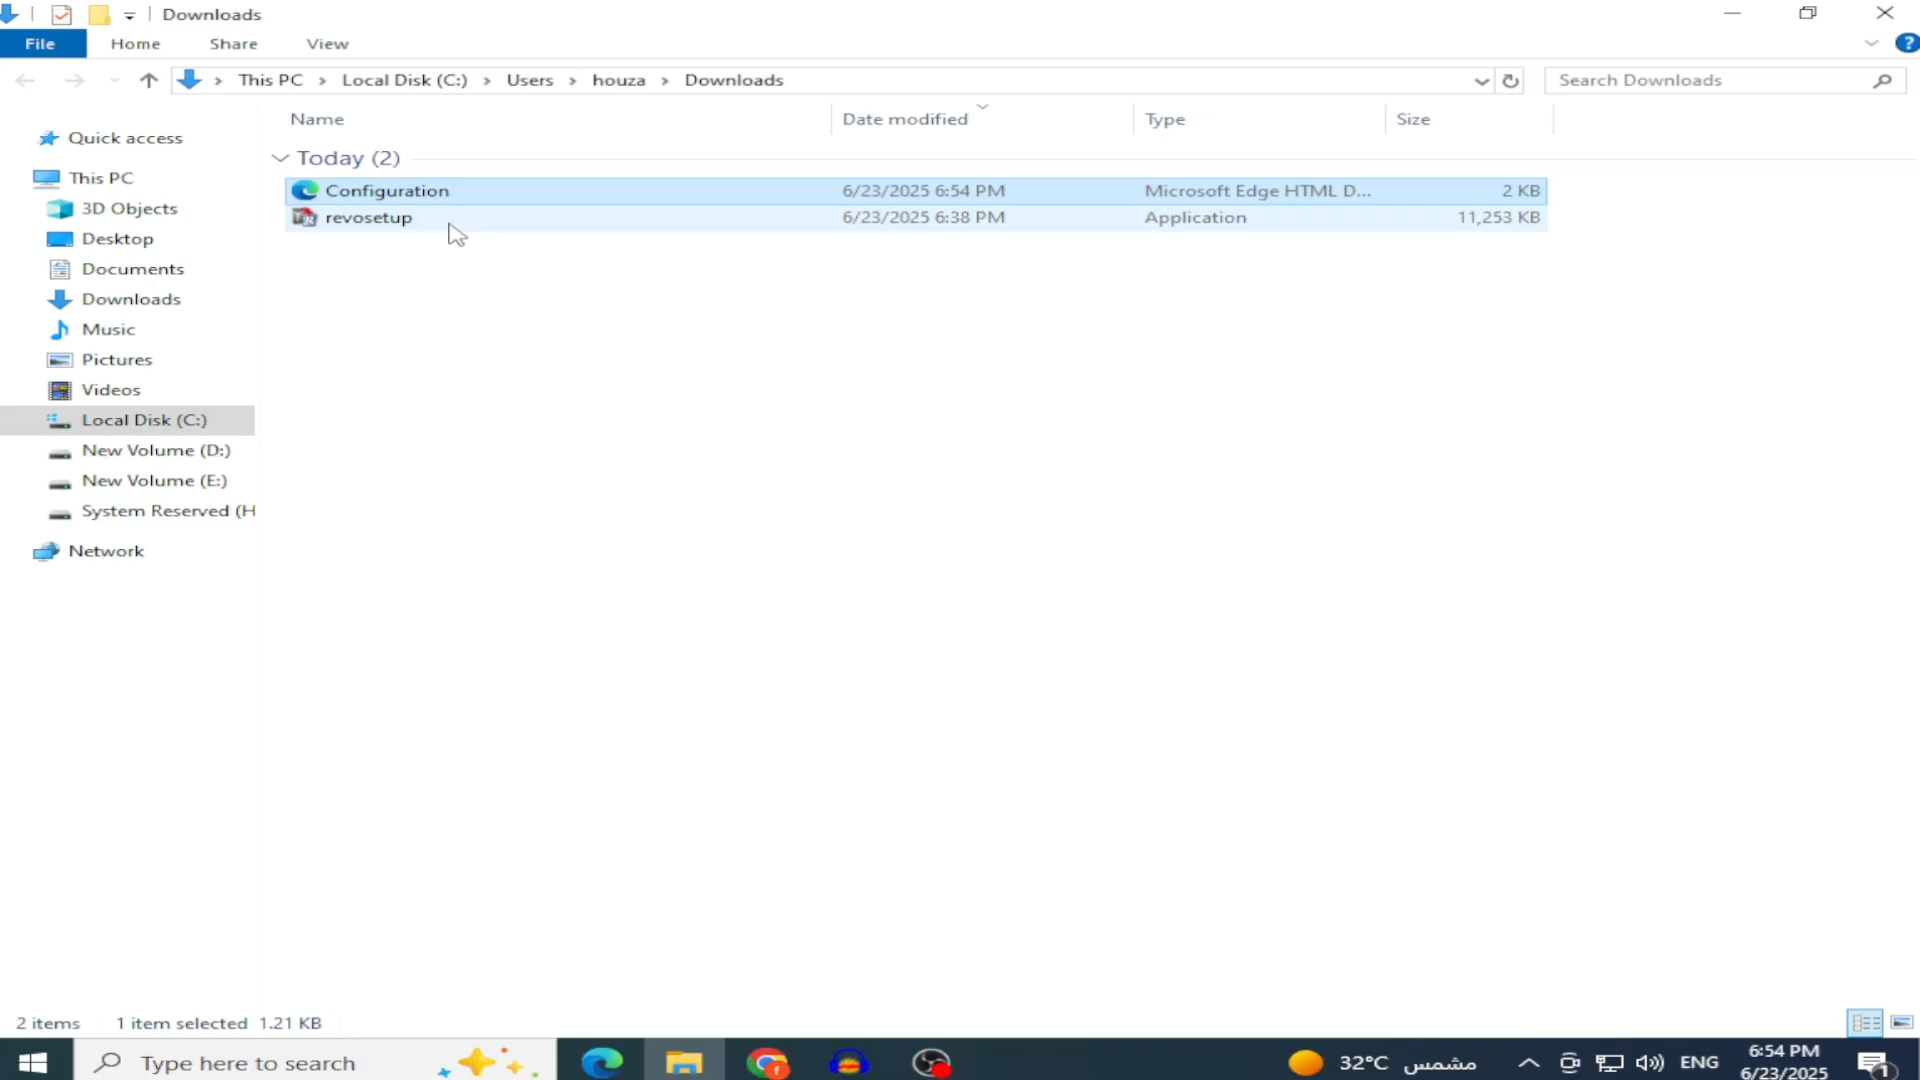 Downloads
File Home Share View
This PC Local Disk (C:) Users houza Downloads Search Downloads
Name Date modified Type Size
Quick access
This PC
3D Objects
Desktop
Documents
Downloads
Music
Pictures
Videos
Local Disk (C:)
New Volume (D:)
New Volume (E:)
System Reserved (H
Network
Today (2)
Configuration 6/23/2025 6:54 PM Microsoft Edge HTML D... 2 KB
revosetup 6/23/2025 6:38 PM Application 11,253 KB
2 items 1 item selected 1.21 KB
Type here to search 32°C مشمس ENG 6:54 PM
6/23/2025 1